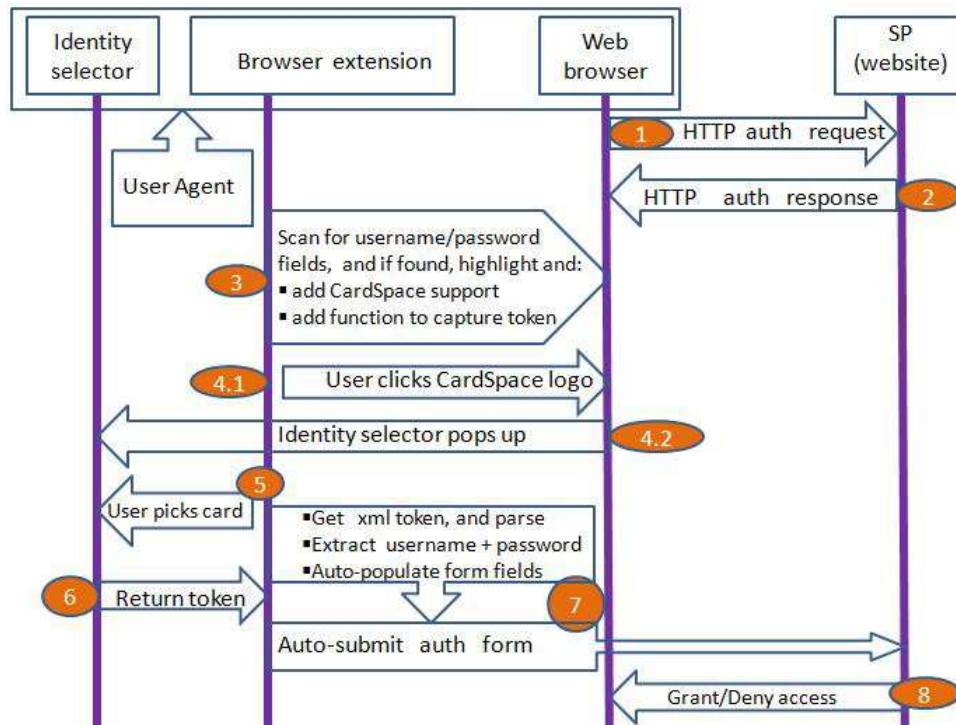 Identity
selector
Browser extension
Web
browser
SP
(website)
1
HTTP auth request
User Agent
HTTP auth response
2
Scan for username/password
fields, and if found, highlight and:
▪ add CardSpace support
▪ add function to capture token
3
4.1
User clicks CardSpace logo
Identity selector pops up
4.2
5
User picks card
▪Get xml token, and parse
▪Extract username + password
▪Auto-populate form fields
6
Return token
7
Auto-submit auth form
Grant/Deny access
8